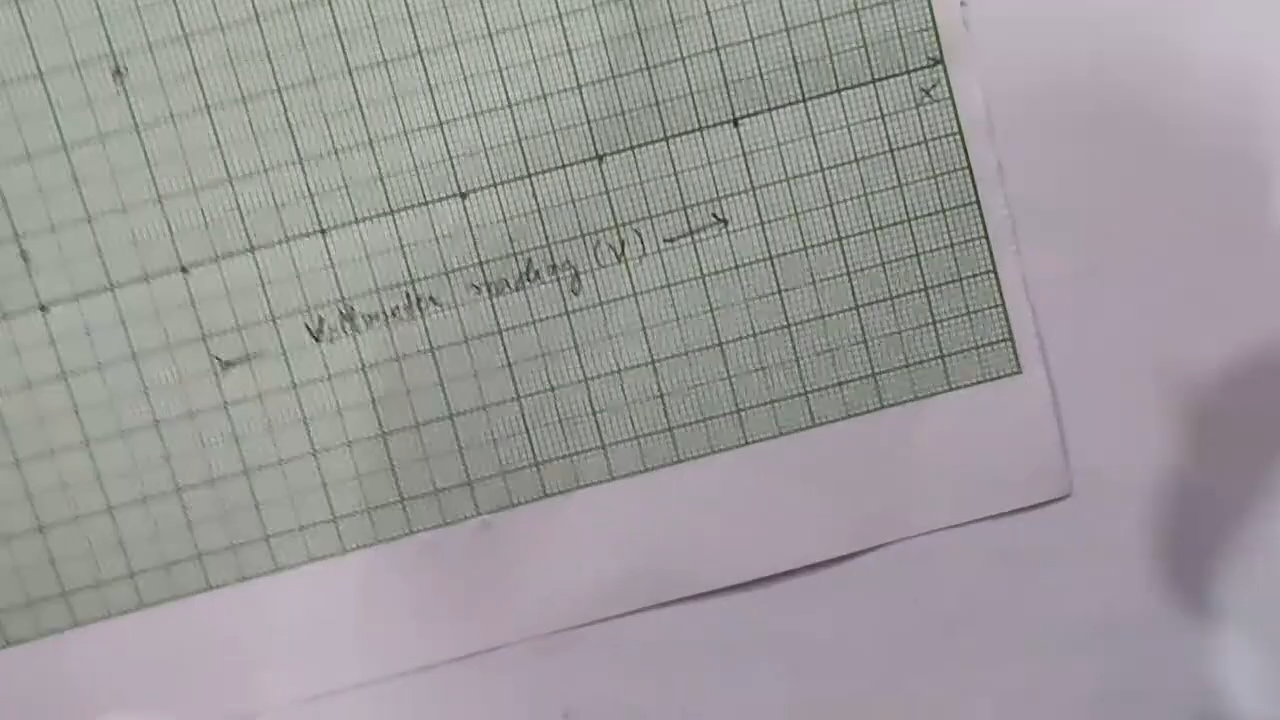 X
Voltmeter reading (V) →